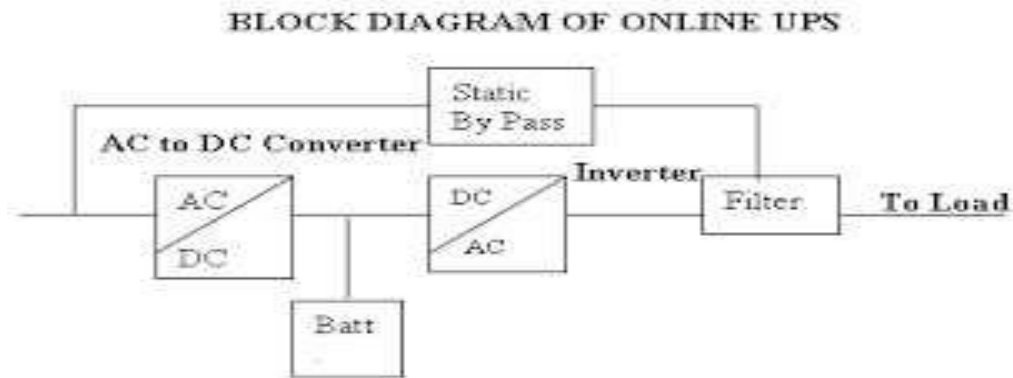 BLOCK DIAGRAM OF ONLINE UPS
Static
By Pass
AC to DC Converter
Inverter
AC
DC
DC
AC
Filter
To Load
Batt